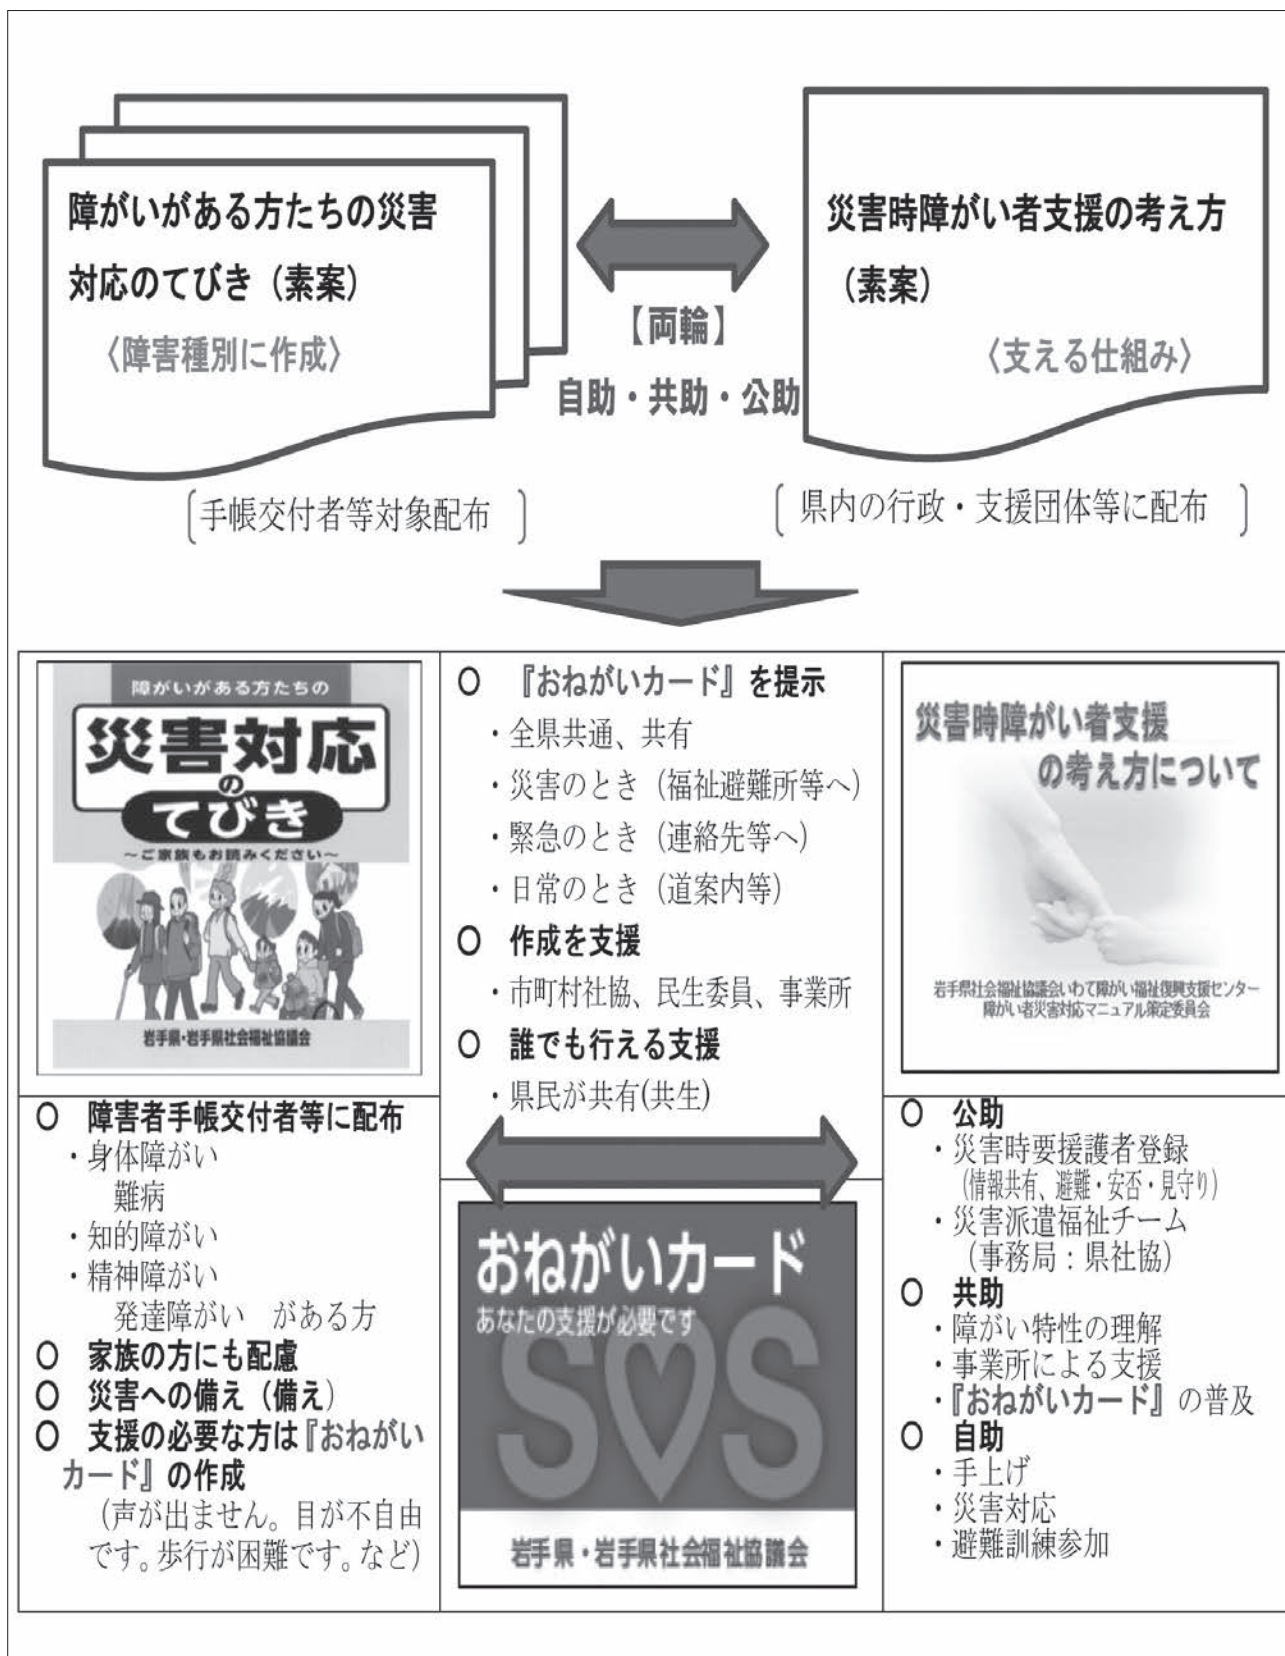 障がいがある方たちの災害
対応のてびき（素案）
〈障害種別に作成〉
【両輪】
自助・共助・公助
災害時障がい者支援の考え方
（素案）
〈支える仕組み〉
〔手帳交付者等対象配布〕
〔県内の行政・支援団体等に配布〕
障がいがある方たちの
災害対応
の
てびき
～ご家族もお読みください～
岩手県・岩手県社会福祉協議会
○ 『おねがいカード』を提示
・全県共通、共有
・災害のとき（福祉避難所等へ）
・緊急のとき（連絡先等へ）
・日常のとき（道案内等）
○ 作成を支援
・市町村社協、民生委員、事業所
○ 誰でも行える支援
・県民が共有(共生)
災害時障がい者支援
の考え方について
岩手県社会福祉協議会いわて障がい福祉復興支援センター
障がい者災害対応マニュアル策定委員会
○ 障害者手帳交付者等に配布
・身体障がい
難病
・知的障がい
・精神障がい
発達障がい　がある方
○ 家族の方にも配慮
○ 災害への備え（備え）
○ 支援の必要な方は『おねがい
カード』の作成
（声が出ません。目が不自由
です。歩行が困難です。など）
おねがいカード
あなたの支援が必要です
SOS
岩手県・岩手県社会福祉協議会
○ 公助
・災害時要援護者登録
（情報共有、避難・安否・見守り）
・災害派遣福祉チーム
（事務局：県社協）
○ 共助
・障がい特性の理解
・事業所による支援
・『おねがいカード』の普及
○ 自助
・手上げ
・災害対応
・避難訓練参加